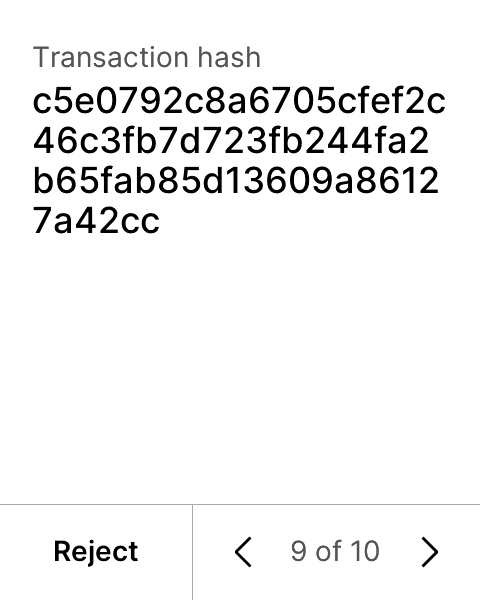 Transaction hash
c5e0792c8a6705cfef2c
46c3fb7d723fb244fa2
b65fab85d13609a8612
7a42cc
Reject
9 of 10